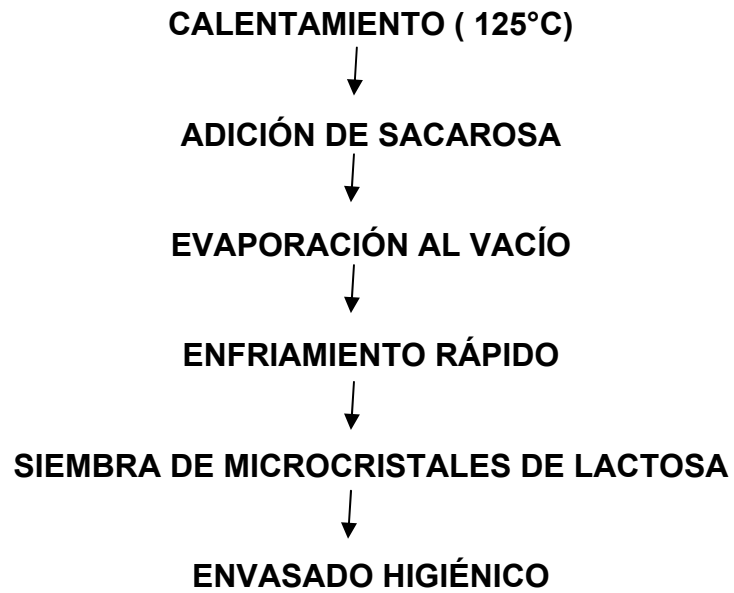 CALENTAMIENTO ( 125°C)
ADICIÓN DE SACAROSA
EVAPORACIÓN AL VACÍO
ENFRIAMIENTO RÁPIDO
SIEMBRA DE MICROCRISTALES DE LACTOSA
ENVASADO HIGIÉNICO